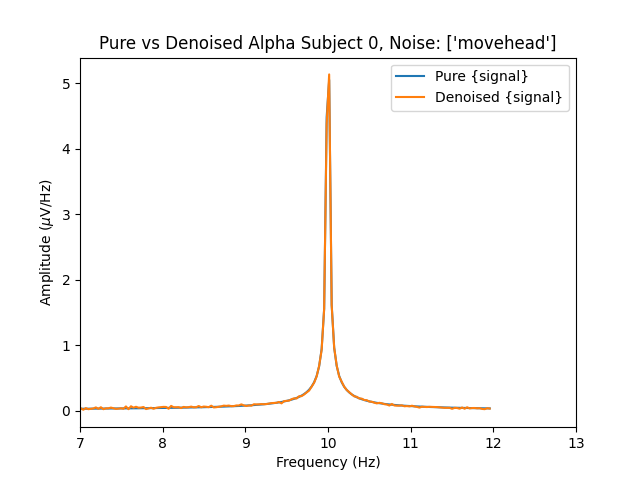 Pure vs Denoised Alpha Subject 0, Noise: ['movehead']
Pure {signal}
Denoised {signal}
Amplitude (μV/Hz)
5
4
3
2
1
0
7 8 9 10 11 12 13
Frequency (Hz)